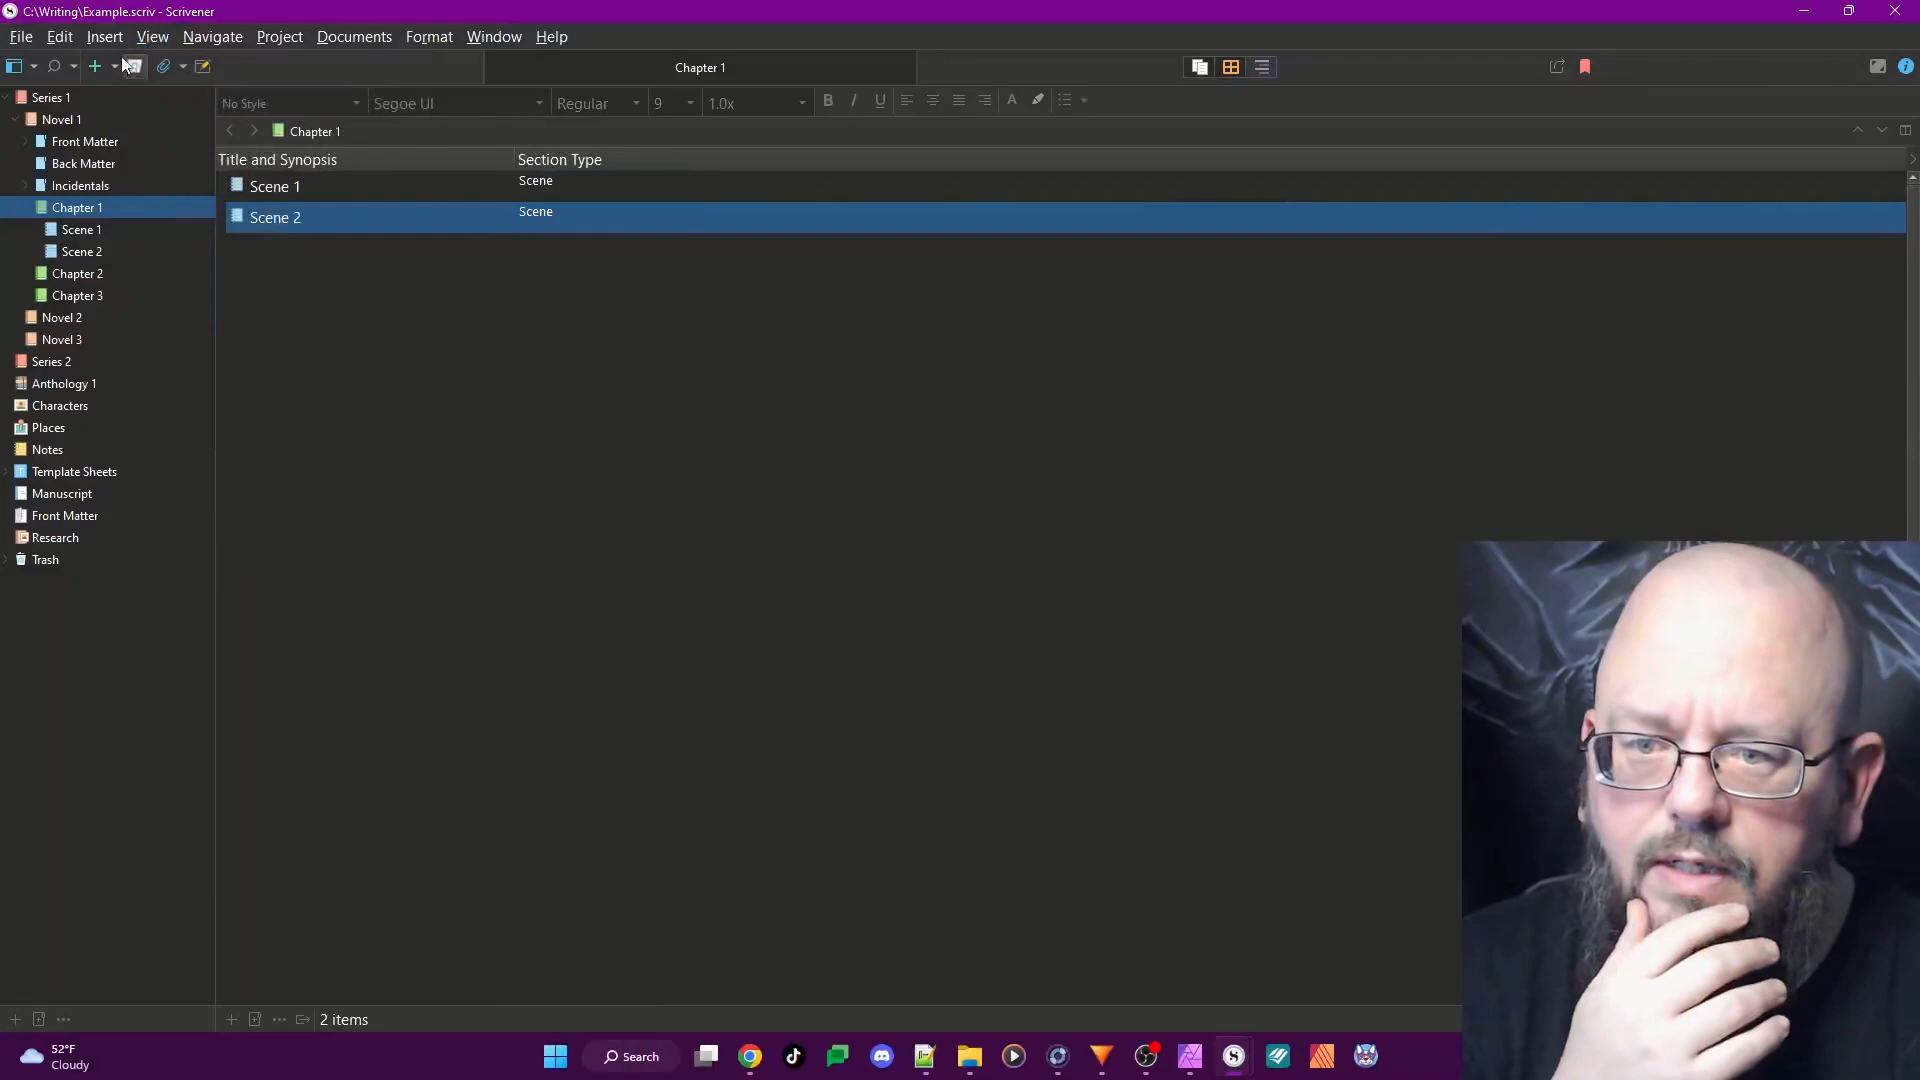 C:\Writing\Example.scriv - Scrivener
File Edit Insert View Navigate Project Documents Format Window Help
Chapter 1
No Style Segoe UI Regular 9 1.0x B I U A
Chapter 1
Title and Synopsis Section Type
Scene 1 Scene
Scene 2 Scene
Series 1
Novel 1
Front Matter
Back Matter
Incidentals
Chapter 1
Scene 1
Scene 2
Chapter 2
Chapter 3
Novel 2
Novel 3
Series 2
Anthology 1
Characters
Places
Notes
Template Sheets
Manuscript
Front Matter
Research
Trash
2 items
52°F
Cloudy
Search